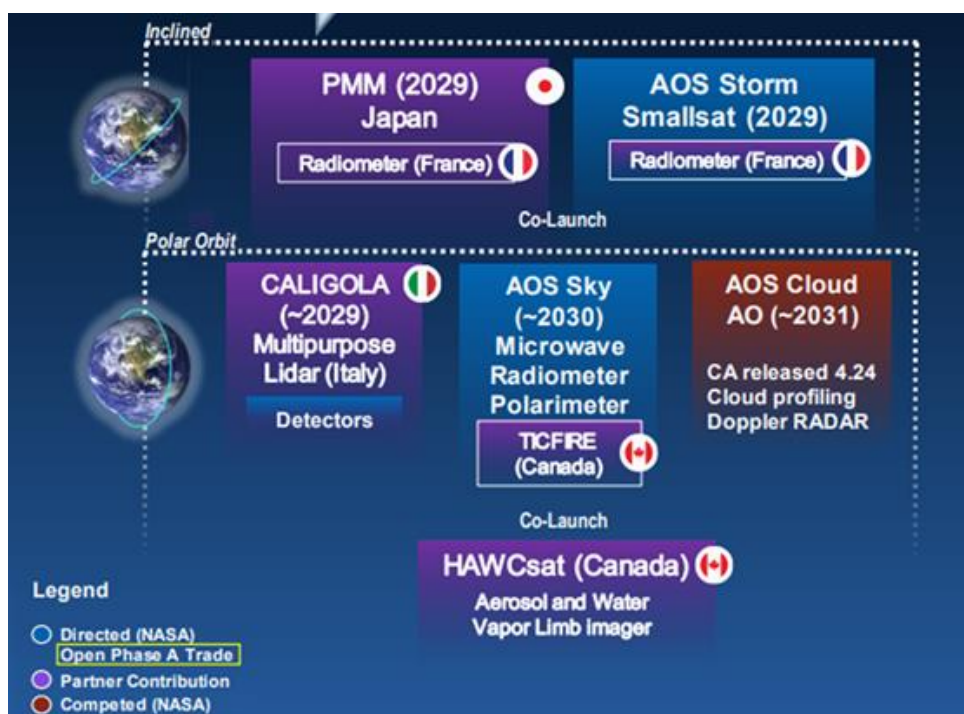 Inclined
PMM (2029)
Japan
Radiometer (France)
AOS Storm
Smallsat (2029)
Radiometer (France)
Co-Launch
Polar Orbit
CALIGOLA
(~2029)
Multipurpose
Lidar (Italy)
Detectors
AOS Sky
(~2030)
Microwave
Radiometer
Polarimeter
TICFIRE
(Canada)
AOS Cloud
AO (~2031)
CA released 4.24
Cloud profiling
Doppler RADAR
Co-Launch
HAWCsat (Canada)
Aerosol and Water
Vapor Limb imager
Legend
Directed (NASA)
Open Phase A Trade
Partner Contribution
Competed (NASA)